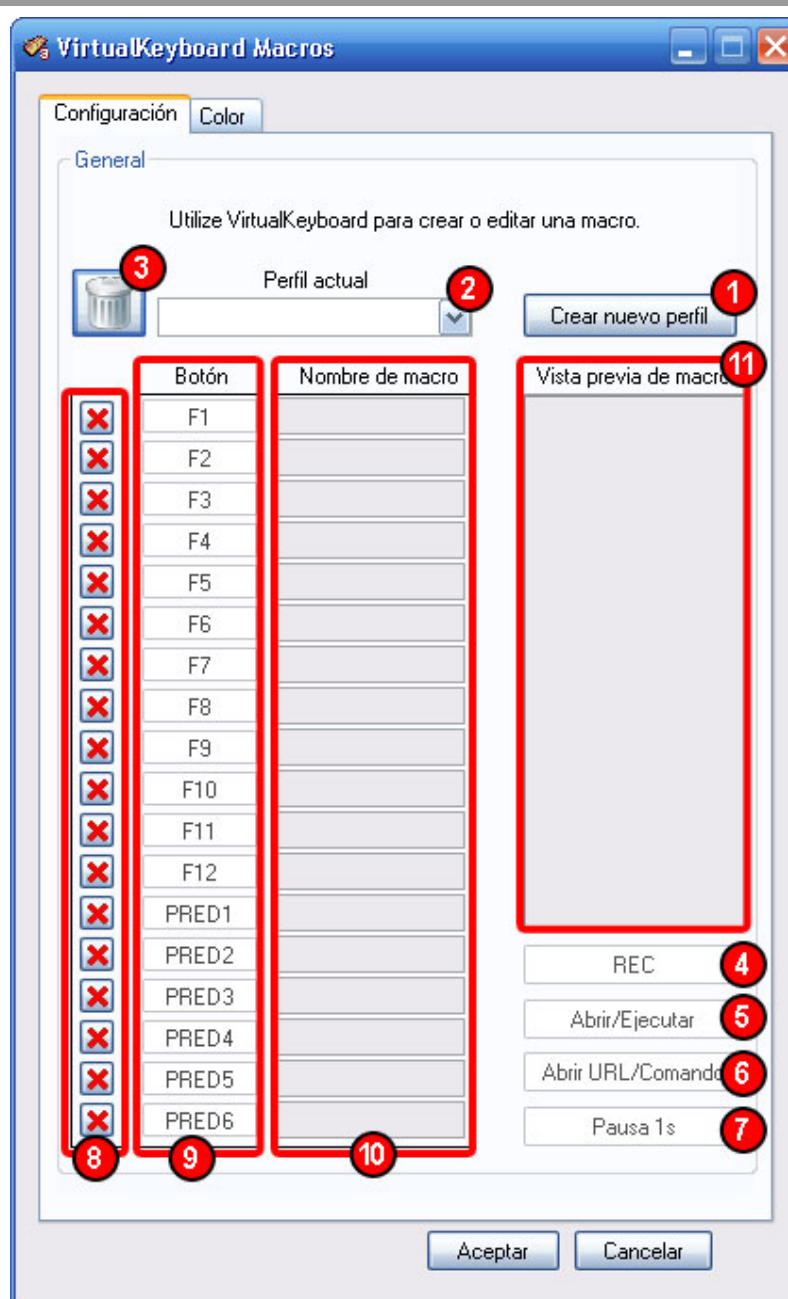 VirtualKeyboard Macros
Configuración Color
General
Utilize VirtualKeyboard para crear o editar una macro.
3 Perfil actual 2 1
Crear nuevo perfil
11
Botón Nombre de macro Vista previa de macro
F1
F2
F3
F4
F5
F6
F7
F8
F9
F10
F11
F12
PRED1
PRED2
PRED3
PRED4
PRED5
PRED6
REC 4
Abrir/Ejecutar 5
Abrir URL/Comando 6
Pausa 1s 7
8 9 10
Aceptar Cancelar